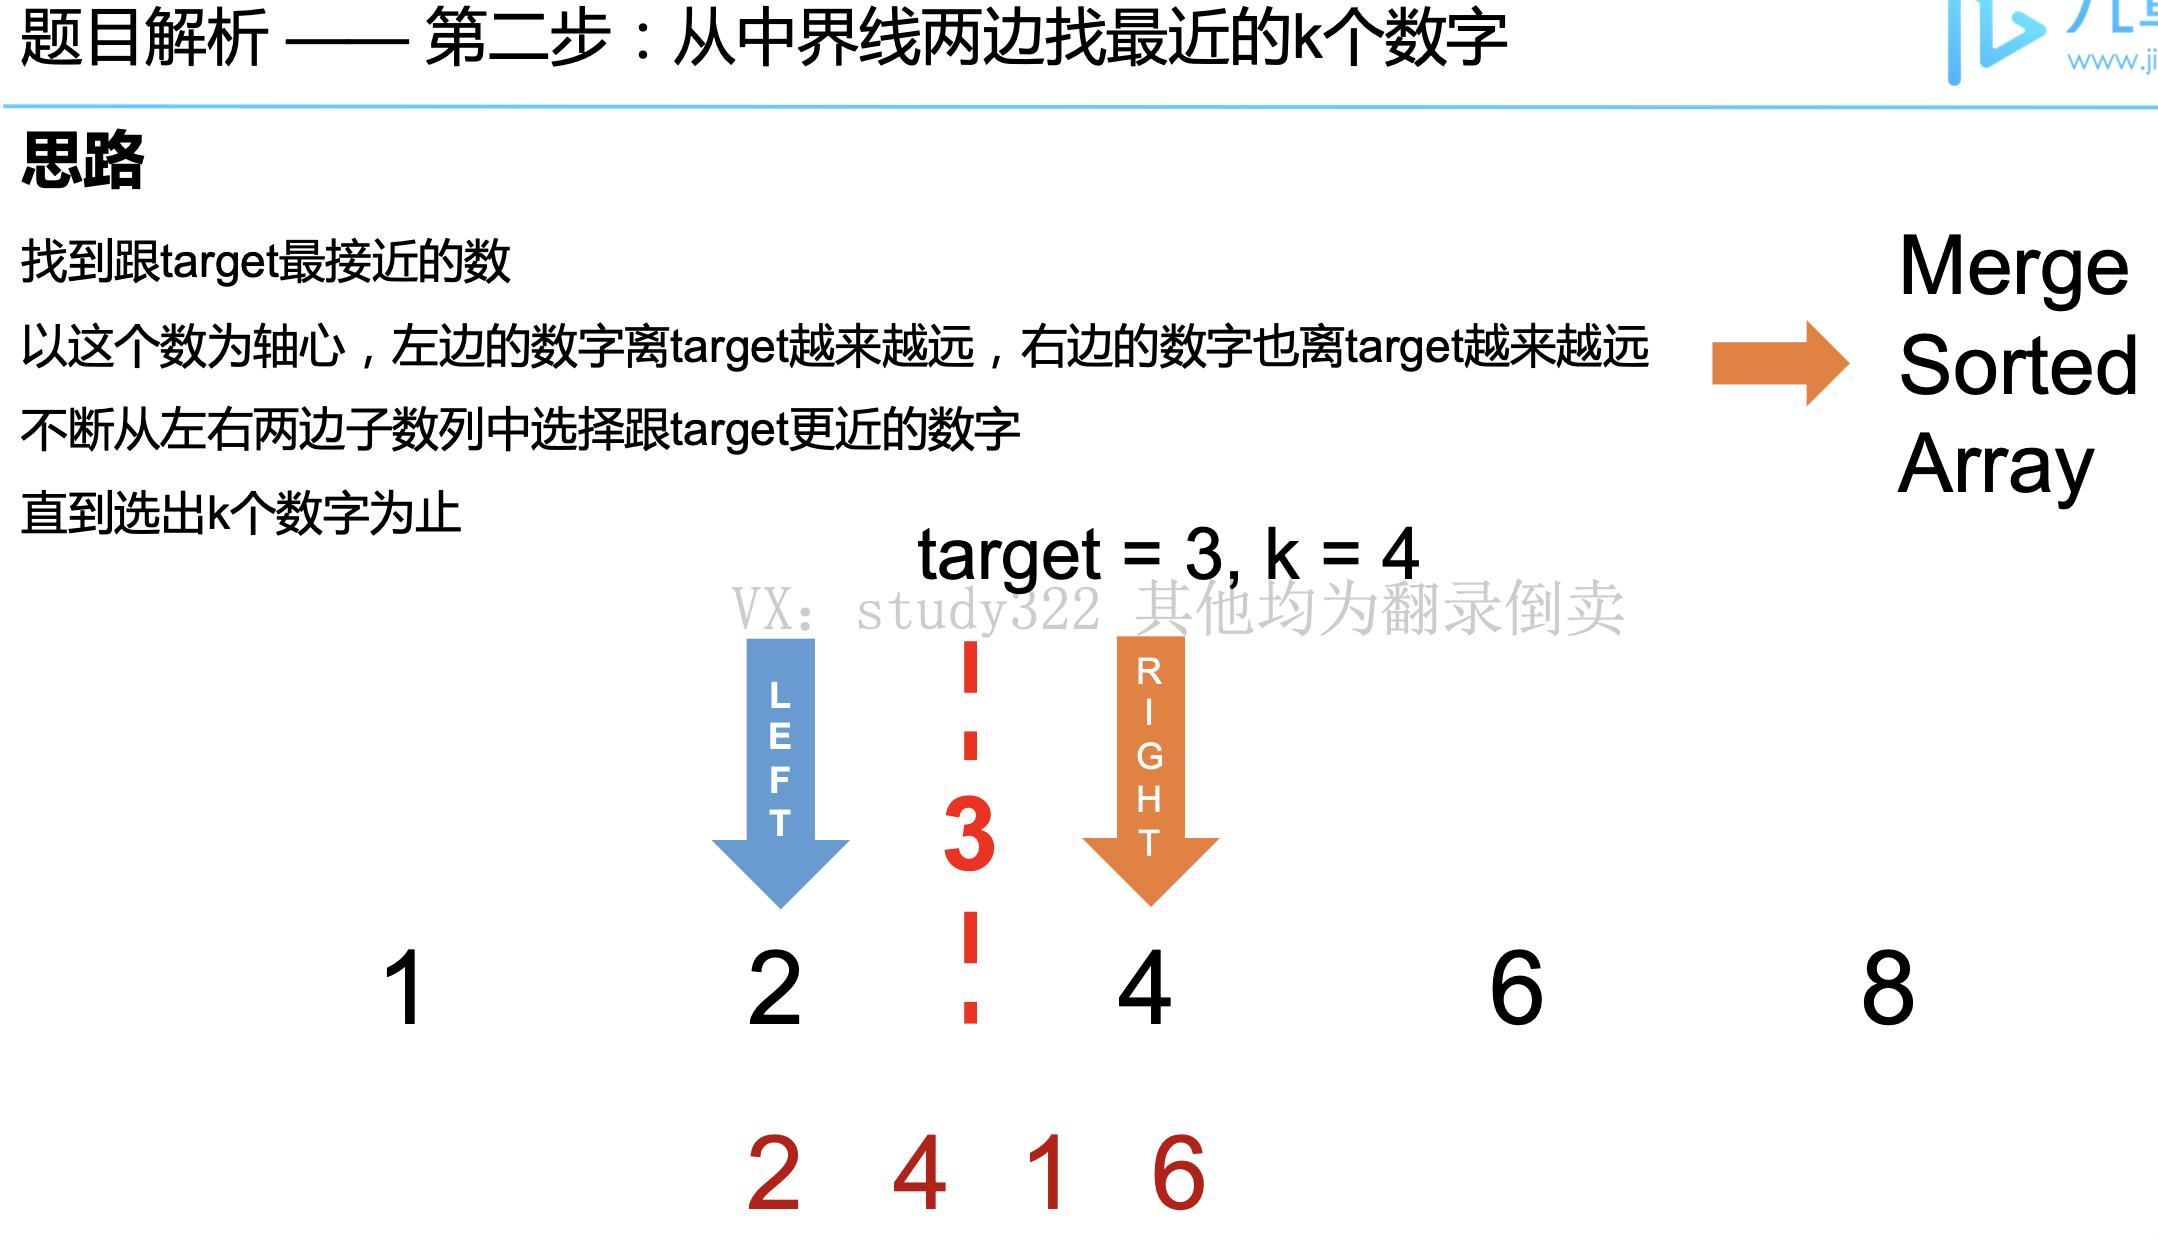 题目解析 —— 第二步：从中界线两边找最近的k个数字
www.ji
思路
找到跟target最接近的数
以这个数为轴心，左边的数字离target越来越远，右边的数字也离target越来越远
不断从左右两边子数列中选择跟target更近的数字
直到选出k个数字为止
Merge
Sorted
Array
target = 3, k = 4
VX: study322 其他均为翻录倒卖
LEFT
3
RIGHT
1 2 4 6 8
2 4 1 6